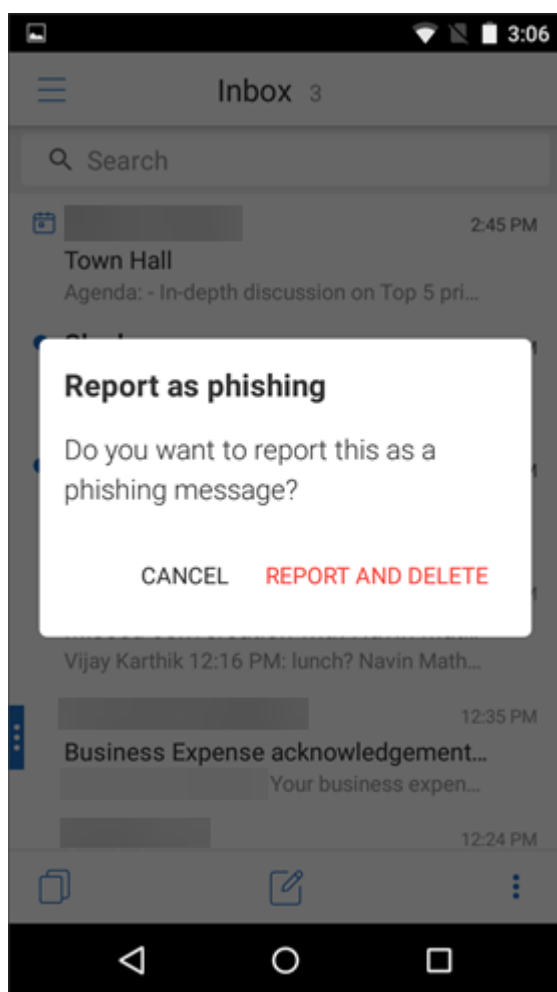 3:06
Inbox 3
Search
2:45 PM
Town Hall
Agenda: - In-depth discussion on Top 5 pri...
Report as phishing
Do you want to report this as a
phishing message?
CANCEL REPORT AND DELETE
Vijay Karthik 12:16 PM: lunch? Navin Math...
12:35 PM
Business Expense acknowledgement...
Your business expen...
12:24 PM